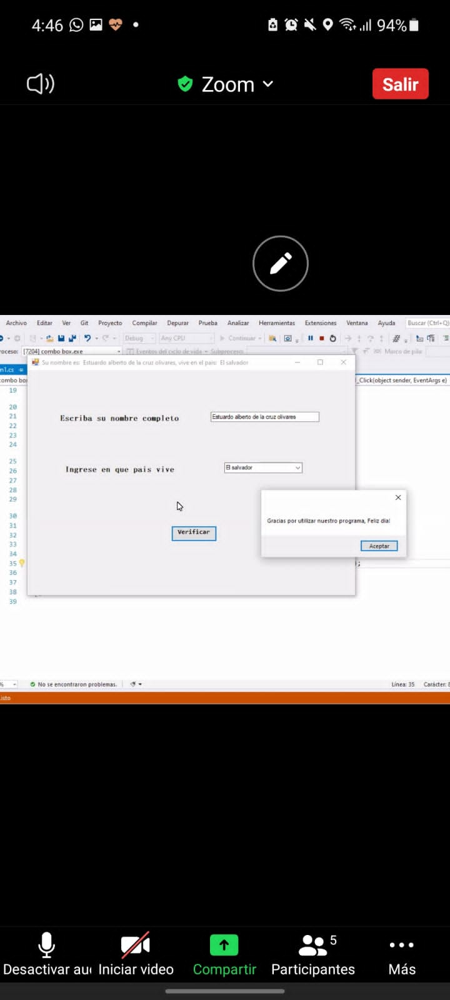 4:46 94%
Zoom Salir
Archivo Editar Ver Git Proyecto Compilar Depurar Prueba Analizar Herramientas Extensiones Ventana Ayuda Buscar (Ctrl+Q)
Debug Any CPU Continuar
roceso: [7204] combo box.exe Eventos del ciclo de vida Subproceso: Marco de pila:
m1.cs Su nombre es: Estuardo alberto de la cruz olivares, vive en el país: El salvador
combo box _Click(object sender, EventArgs e)
19
20
21 Escriba su nombre completo Estuardo alberto de la cruz olivares
22
23
24
25
26 Ingrese en que pais vive El salvador
27
28
29
30
31 Gracias por utilizar nuestro programa, Feliz dia!
32 Verificar
33 Aceptar
34
35 );
36
37
38
39
% No se encontraron problemas. Línea: 35 Carácter: 8
Listo
5
Desactivar au Iniciar video Compartir Participantes Más